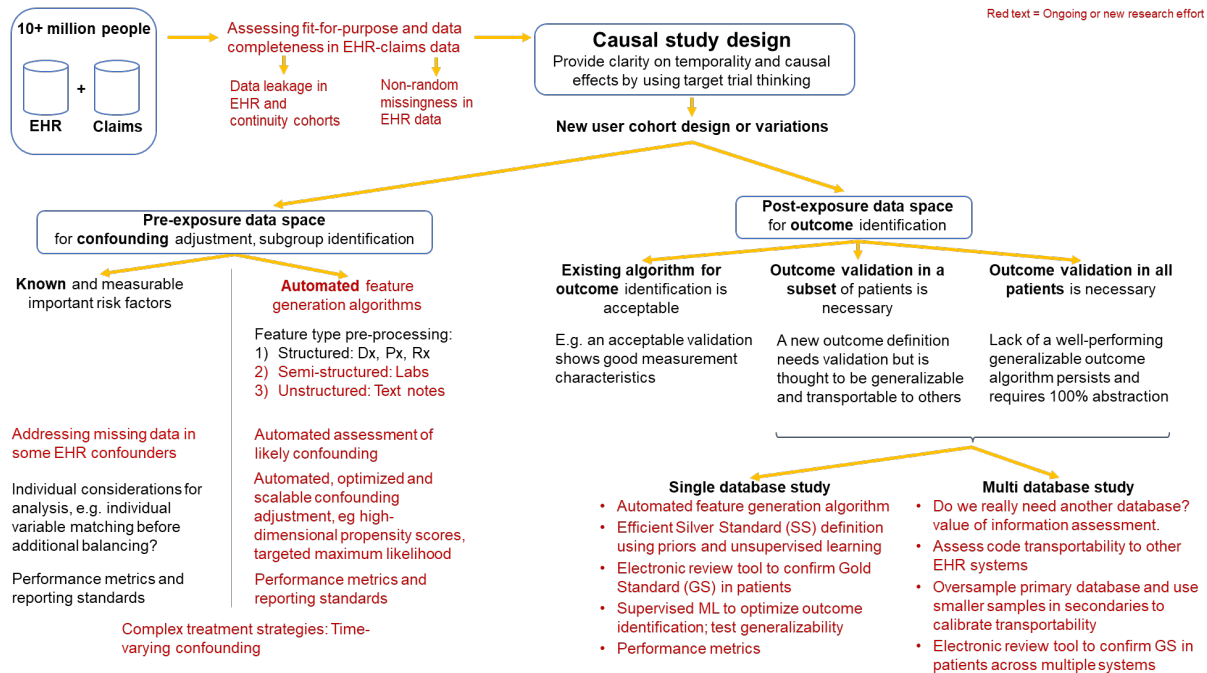 Red text = Ongoing or new research effort
10+ million people
+
EHR
Claims
Assessing fit-for-purpose and data
completeness in EHR-claims data
Data leakage in
EHR and
continuity cohorts
Non-random
missingness in
EHR data
Causal study design
Provide clarity on temporality and causal
effects by using target trial thinking
New user cohort design or variations
Pre-exposure data space
for confounding adjustment, subgroup identification
Known and measurable
important risk factors
Addressing missing data in
some EHR confounders
Individual considerations for
analysis, e.g. individual
variable matching before
additional balancing?
Performance metrics and
reporting standards
Automated feature
generation algorithms
Feature type pre-processing:
1) Structured: Dx, Px, Rx
2) Semi-structured: Labs
3) Unstructured: Text notes
Automated assessment of
likely confounding
Automated, optimized and
scalable confounding
adjustment, eg high-
dimensional propensity scores,
targeted maximum likelihood
Performance metrics and
reporting standards
Complex treatment strategies: Time-
varying confounding
Post-exposure data space
for outcome identification
Existing algorithm for
outcome identification is
acceptable
E.g. an acceptable validation
shows good measurement
characteristics
Outcome validation in a
subset of patients is
necessary
A new outcome definition
needs validation but is
thought to be generalizable
and transportable to others
Outcome validation in all
patients is necessary
Lack of a well-performing
generalizable outcome
algorithm persists and
requires 100% abstraction
Single database study
• Automated feature generation algorithm
• Efficient Silver Standard (SS) definition
using priors and unsupervised learning
• Electronic review tool to confirm Gold
Standard (GS) in patients
• Supervised ML to optimize outcome
identification; test generalizability
• Performance metrics
Multi database study
• Do we really need another database?
value of information assessment.
• Assess code transportability to other
EHR systems
• Oversample primary database and use
smaller samples in secondaries to
calibrate transportability
• Electronic review tool to confirm GS in
patients across multiple systems